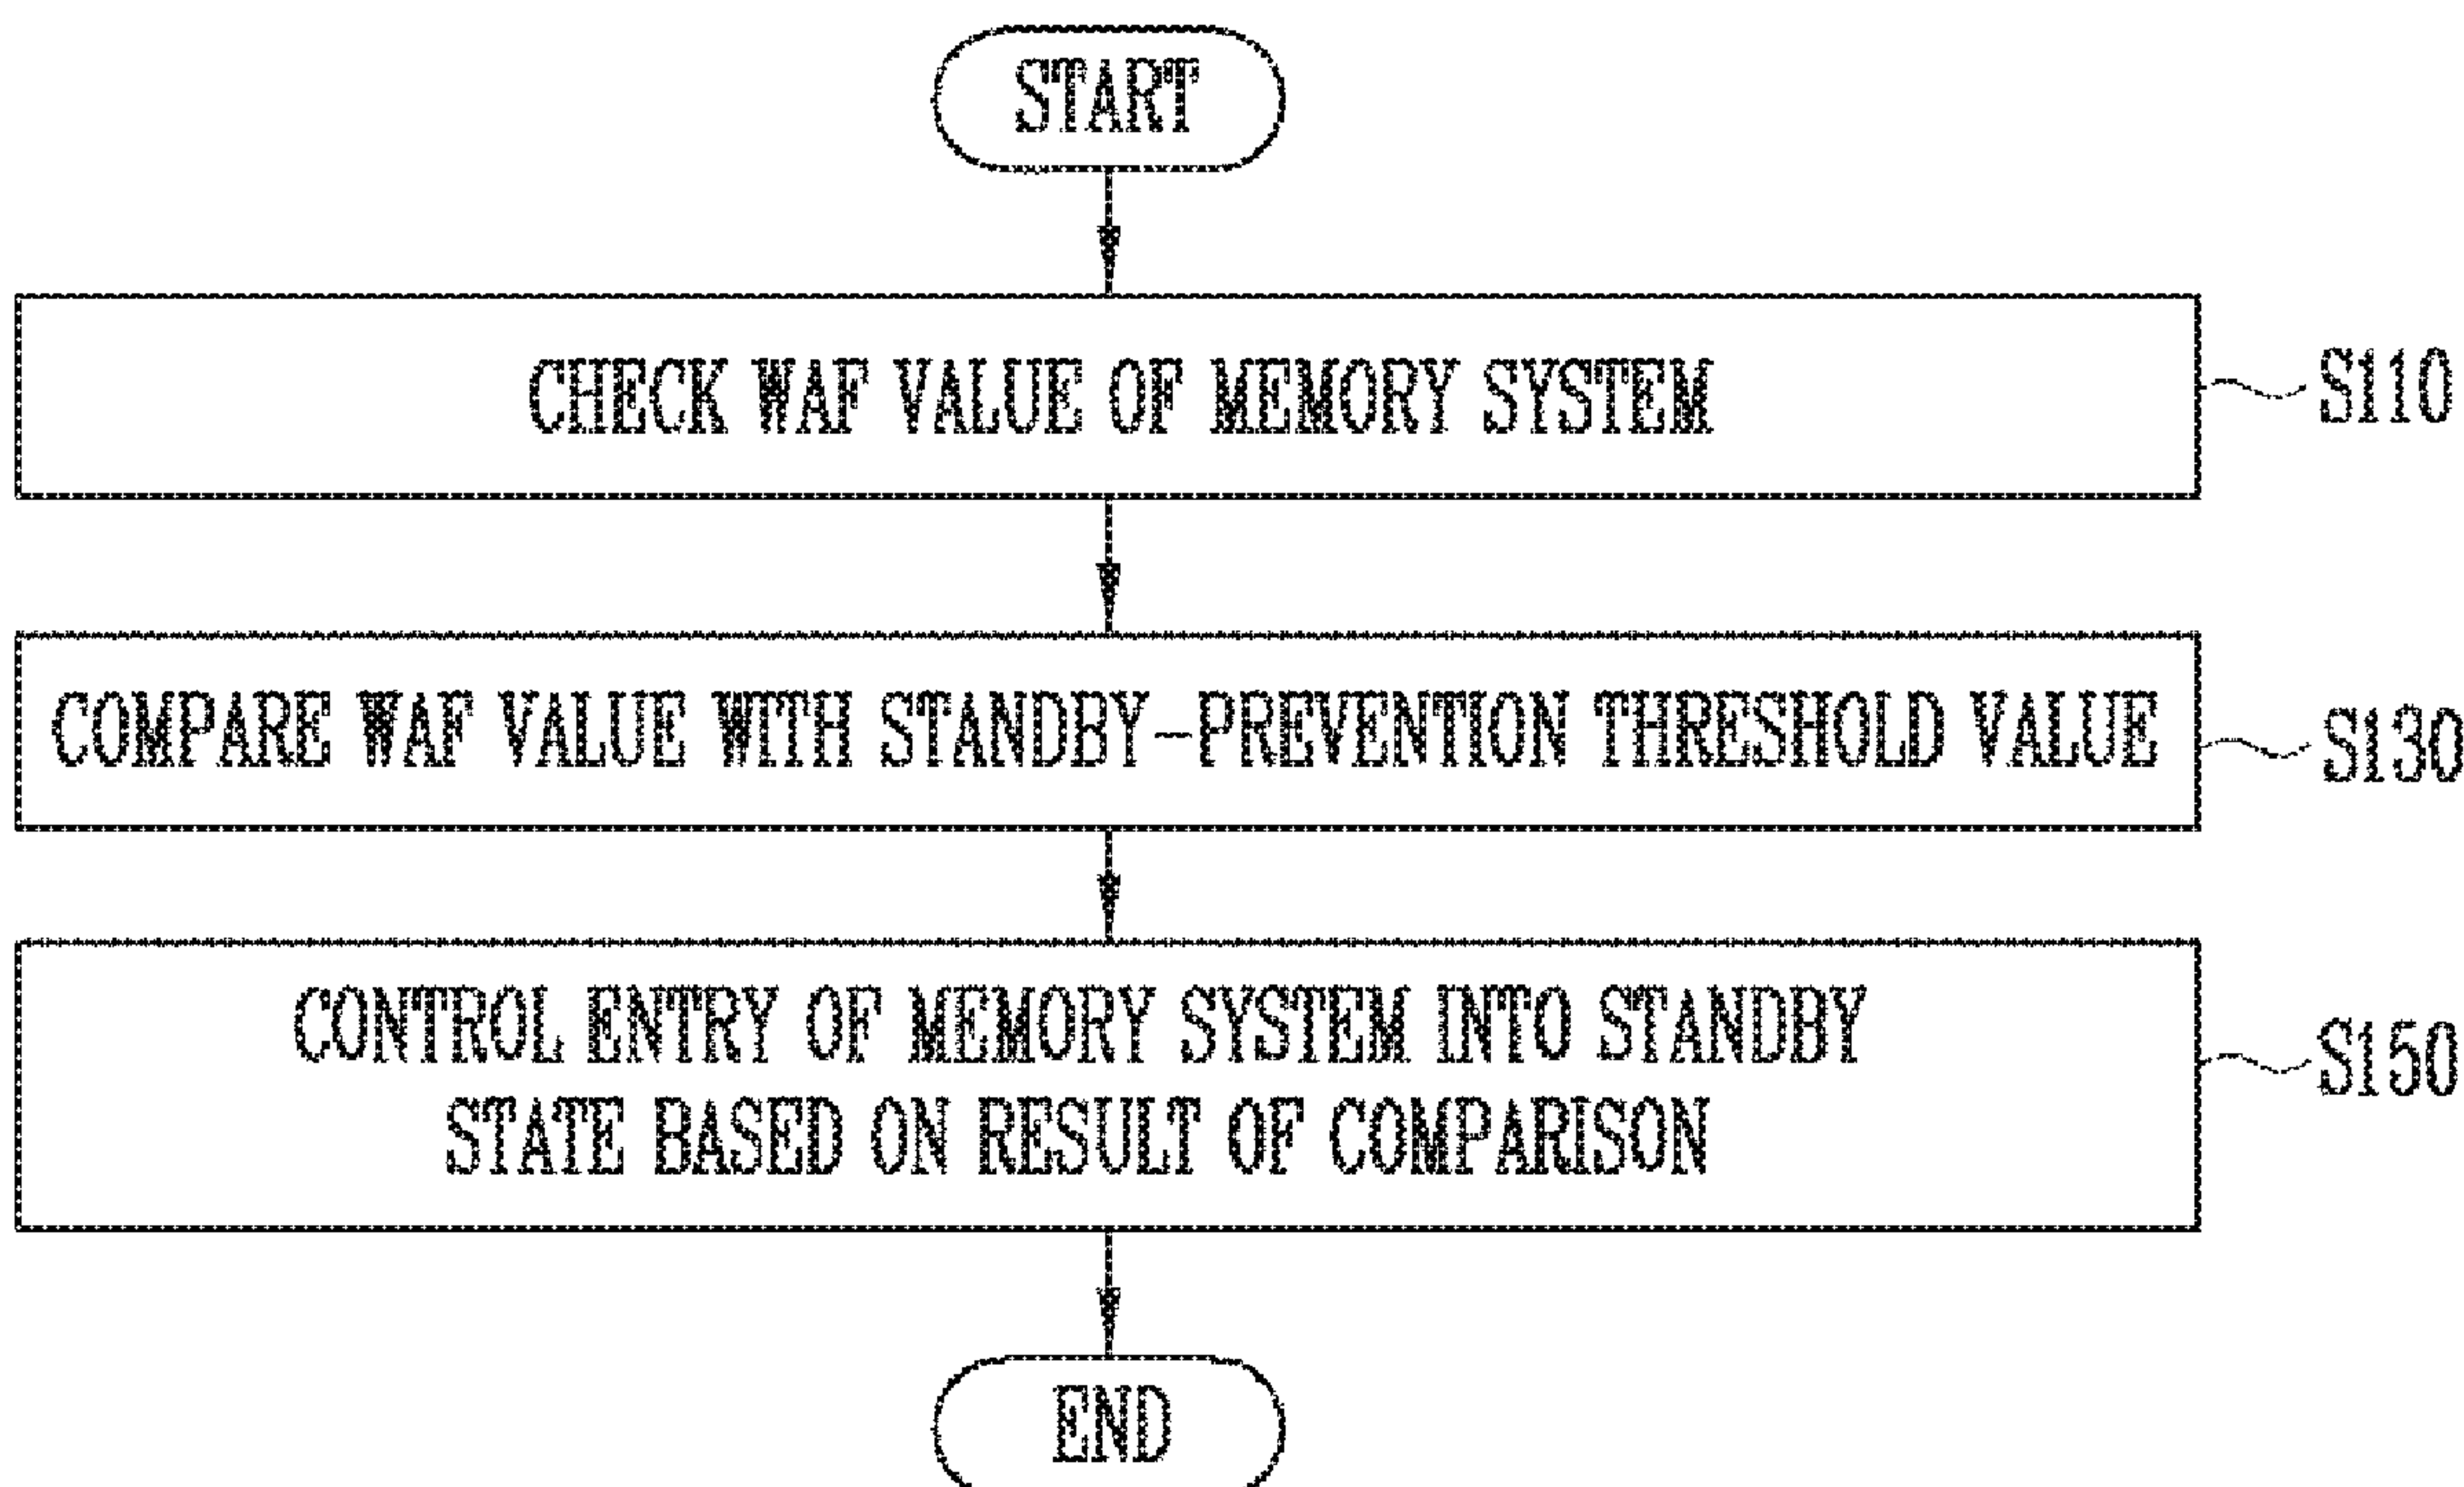 START
CHECK WAF VALUE OF MEMORY SYSTEM
S110
COMPARE WAF VALUE WITH STANDBY-PREVENTION THRESHOLD VALUE
S130
CONTROL ENTRY OF MEMORY SYSTEM INTO STANDBY
STATE BASED ON RESULT OF COMPARISON
S150
END